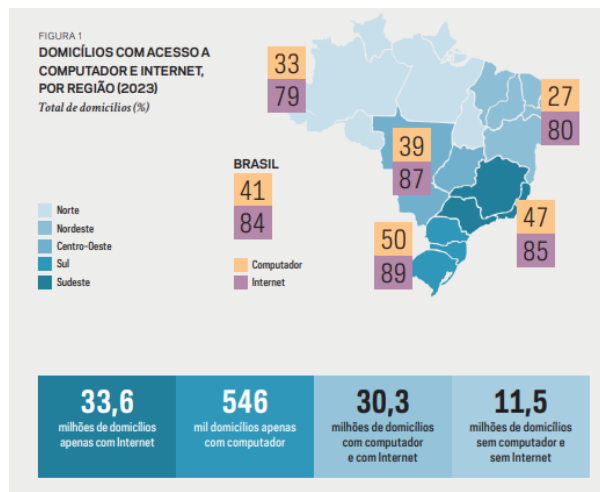 FIGURA 1
DOMICÍLIOS COM ACESSO A
COMPUTADOR E INTERNET,
POR REGIÃO (2023)
Total de domicílios (%)
33
79
27
80
39
87
BRASIL
41
84
47
85
50
89
Norte
Nordeste
Centro-Oeste
Sul
Sudeste
Computador
Internet
33,6
milhões de domicílios
apenas com Internet
546
mil domicílios apenas
com computador
30,3
milhões de domicílios
com computador
e com Internet
11,5
milhões de domicílios
sem computador e
sem Internet